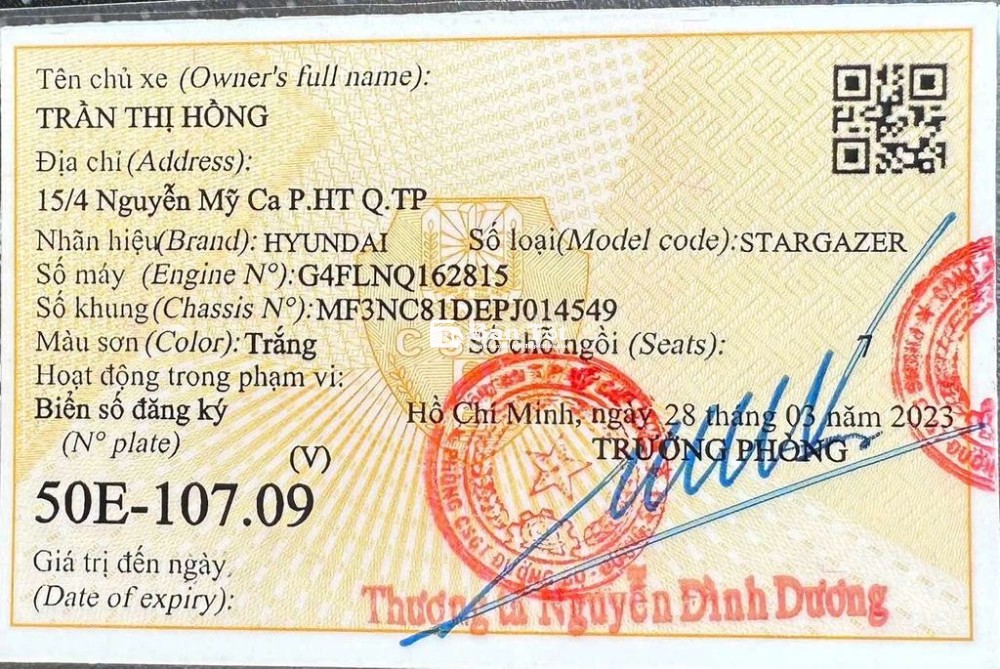 Tên chủ xe (Owner's full name):
TRẦN THỊ HỒNG
Địa chỉ (Address):
15/4 Nguyễn Mỹ Ca P.HT Q.TP
Nhãn hiệu(Brand): HYUNDAI Số loại(Model code):STARGAZER
Số máy (Engine N°):G4FLNQ162815
Số khung(Chassis N°):MF3NC81DEPJ014549
Màu sơn(Color):Trắng Số chỗ ngồi (Seats): 7
Hoạt động trong phạm vi:
Biển số đăng ký Hồ Chí Minh, ngày 28 tháng 03 năm 2023
(N° plate) TRƯỞNG PHÒNG
(V)
50E-107.09
Giá trị đến ngày
(Date of expiry):
Nguyễn Đình Dương